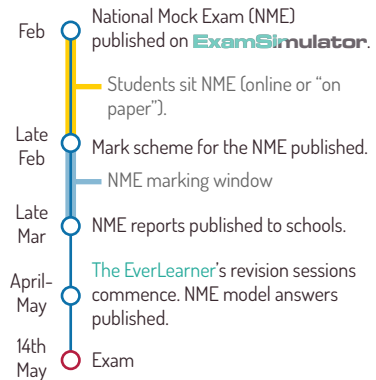 Feb
National Mock Exam (NME)
published on ExamSimulator.
Students sit NME (online or “on
paper”).
Late
Feb
Mark scheme for the NME published.
NME marking window
Late
Mar
NME reports published to schools.
April-
May
The EverLearner’s revision sessions
commence. NME model answers
published.
14th
May
Exam